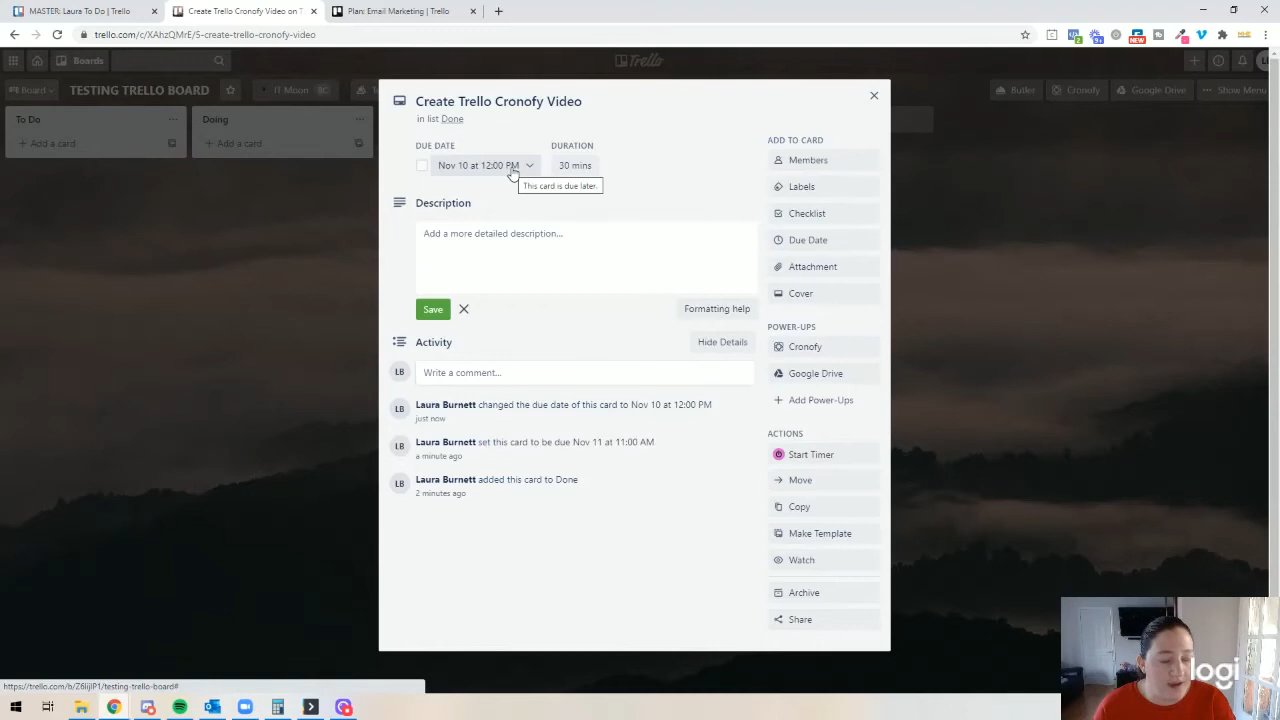 MASTER: Laura To Do | Trello
Create Trello Cronofy Video on T
Plan: Email Marketing | Trello
trello.com/c/XAhzQMrE/5-create-trello-cronofy-video
NEW
Boards
Trello
Board
TESTING TRELLO BOARD
IT Moon
BC
Butler
Cronofy
Google Drive
Show Menu
To Do
Doing
+ Add a card
+ Add a card
Create Trello Cronofy Video
in list Done
DUE DATE
DURATION
Nov 10 at 12:00 PM
30 mins
This card is due later.
Description
Add a more detailed description...
Save
Formatting help
Activity
Hide Details
LB
Write a comment...
LB
Laura Burnett changed the due date of this card to Nov 10 at 12:00 PM
just now
LB
Laura Burnett set this card to be due Nov 11 at 11:00 AM
a minute ago
LB
Laura Burnett added this card to Done
2 minutes ago
ADD TO CARD
Members
Labels
Checklist
Due Date
Attachment
Cover
POWER-UPS
Cronofy
Google Drive
+ Add Power-Ups
ACTIONS
Start Timer
Move
Copy
Make Template
Watch
Archive
Share
https://trello.com/b/Z6IijIP1/testing-trello-board#
logi